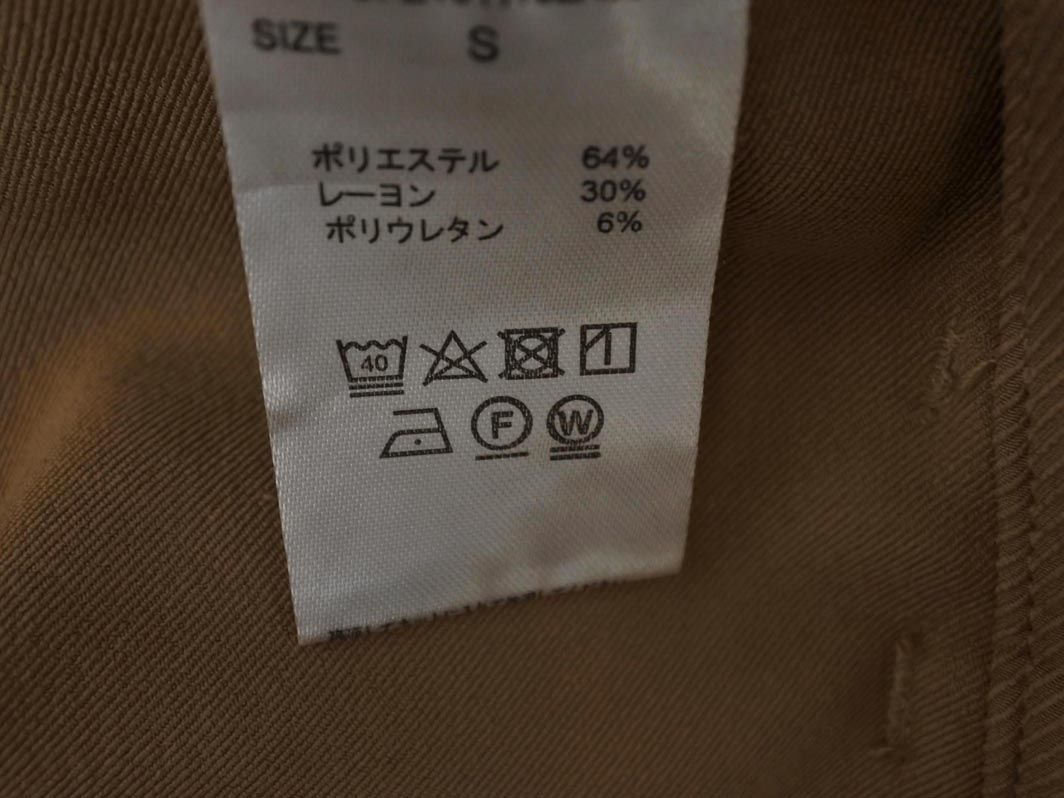 SIZE S
ポリエステル 64%
レーヨン 30%
ポリウレタン 6%
40
F W